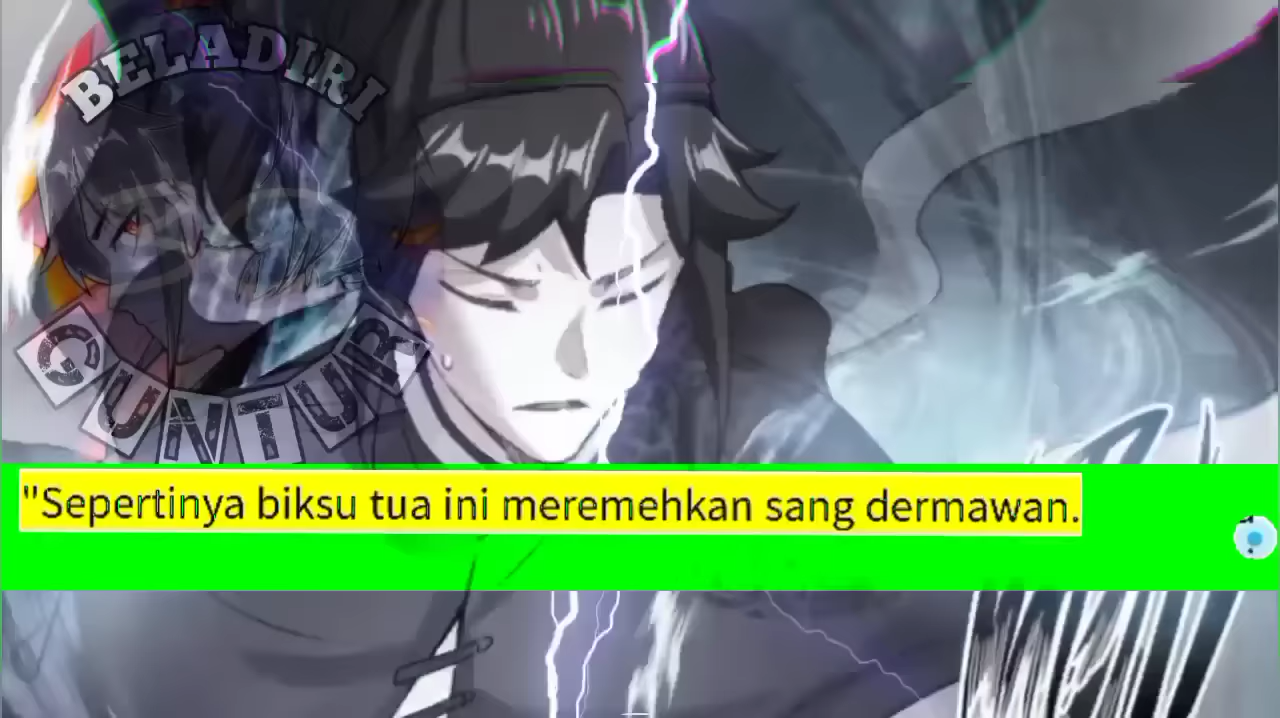 BELADIRI
GUNTUR
"Sepertinya biksu tua ini meremehkan sang dermawan.